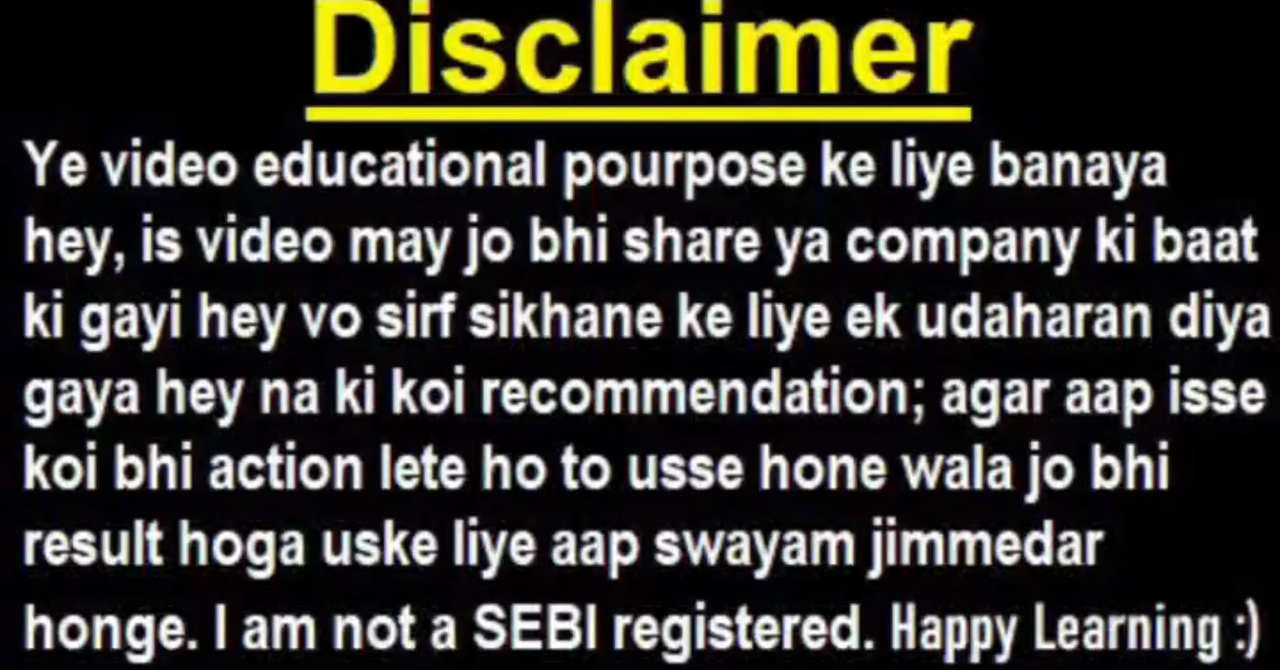 Disclaimer
Ye video educational pourpose ke liye banaya
hey, is video may jo bhi share ya company ki baat
ki gayi hey vo sirf sikhane ke liye ek udaharan diya
gaya hey na ki koi recommendation; agar aap isse
koi bhi action lete ho to usse hone wala jo bhi
result hoga uske liye aap swayam jimmedar
honge. I am not a SEBI registered. Happy Learning :)